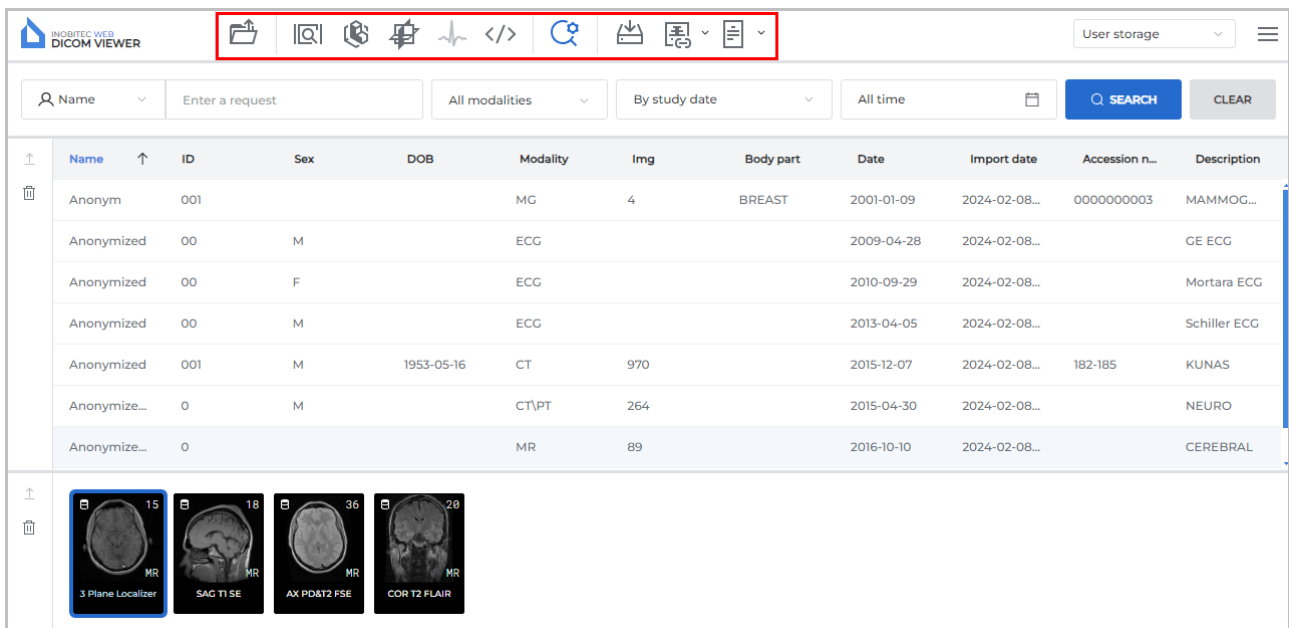 INOBITEC WEB
DICOM VIEWER
User storage
Name Enter a request All modalities By study date All time SEARCH CLEAR
Name ID Sex DOB Modality Img Body part Date Import date Accession n... Description
Anonym 001 MG 4 BREAST 2001-01-09 2024-02-08... 0000000003 MAMMOG...
Anonymized 00 M ECG 2009-04-28 2024-02-08... GE ECG
Anonymized 00 F ECG 2010-09-29 2024-02-08... Mortara ECG
Anonymized 00 M ECG 2013-04-05 2024-02-08... Schiller ECG
Anonymized 001 M 1953-05-16 CT 970 2015-12-07 2024-02-08... 182-185 KUNAS
Anonymize... 0 M CT\PT 264 2015-04-30 2024-02-08... NEURO
Anonymize... 0 MR 89 2016-10-10 2024-02-08... CEREBRAL
15 18 36 20
MR MR MR MR
3 Plane Localizer SAG T1 SE AX PD&T2 FSE COR T2 FLAIR